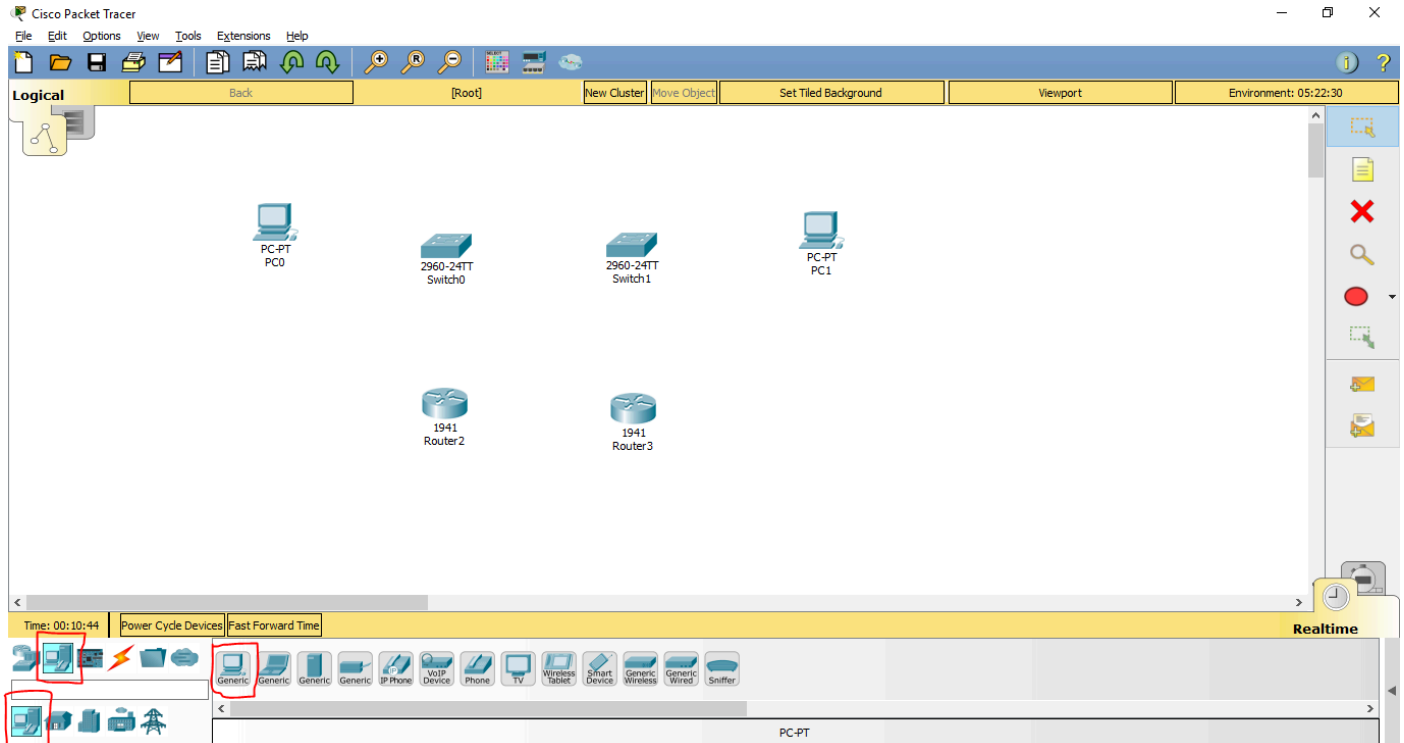 Cisco Packet Tracer
File Edit Options View Tools Extensions Help
Logical
Back
[Root]
New Cluster
Move Object
Set Tiled Background
Viewport
Environment: 05:22:30
PC-PT
PC0
2960-24TT
Switch0
2960-24TT
Switch1
PC-PT
PC1
1941
Router2
1941
Router3
Time: 00:10:44
Power Cycle Devices
Fast Forward Time
Realtime
Generic
Generic
Generic
Generic
IP Phone
VoIP
Device
Phone
TV
Wireless
Tablet
Smart
Device
Generic
Wireless
Generic
Wired
Sniffer
PC-PT